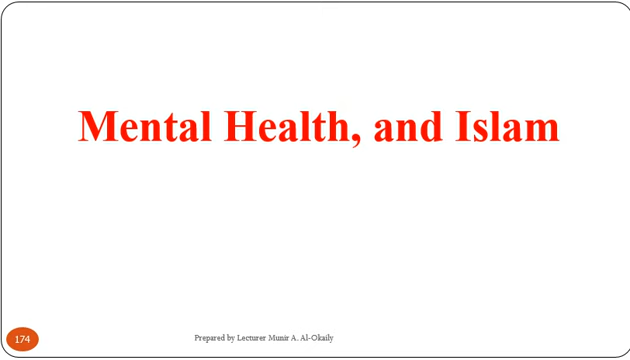 Mental Health, and Islam
174
Prepared by Lecturer Munir A. Al-Okaily